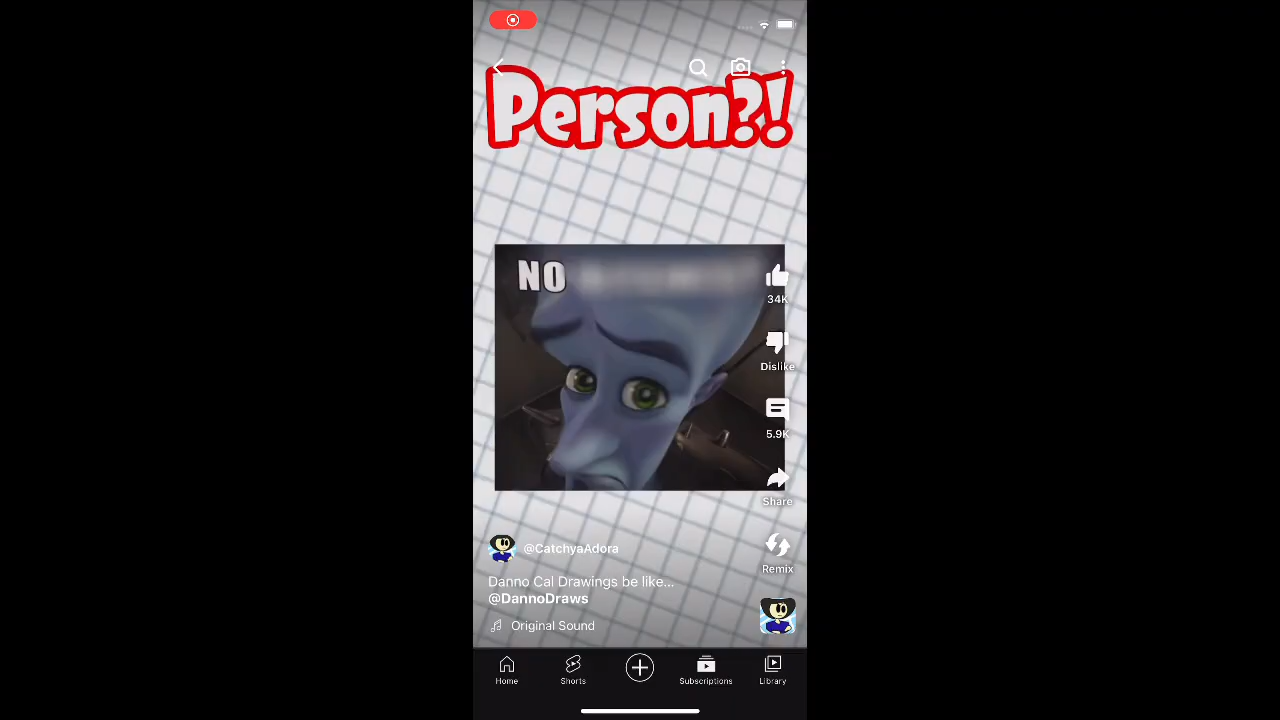 Person?!
NO
34K
Dislike
5.9K
Share
@CatchyaAdora
Remix
Danno Cal Drawings be like...
@DannoDraws
Original Sound
Home
Shorts
Subscriptions
Library